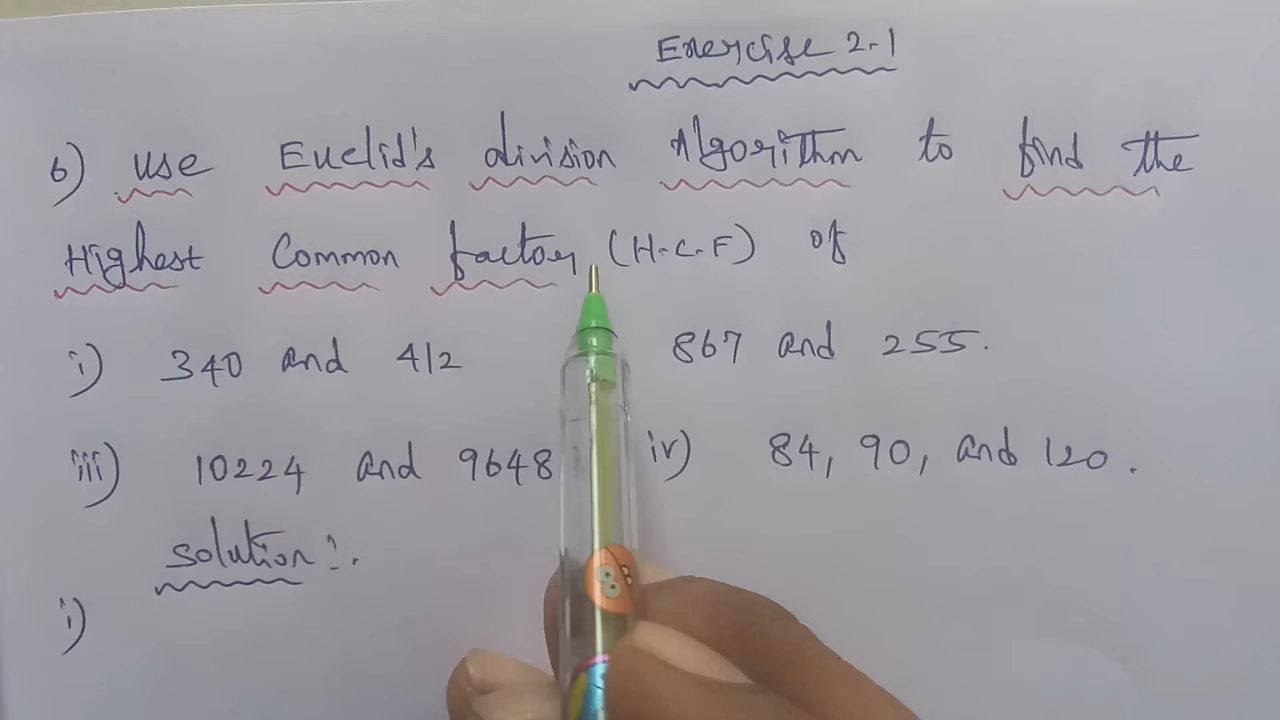 Exercise 2.1
6) use Euclid's division Algorithm to find the
Highest Common factor (H.C.F) of
i) 340 and 412 867 and 255.
iii) 10224 and 9648 iv) 84, 90, and 120.
solution:.
i)